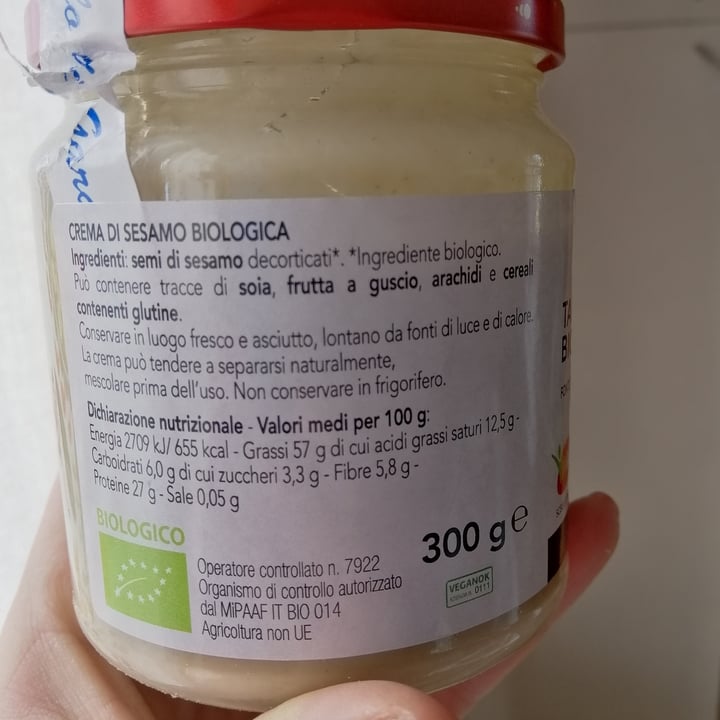 CREMA DI SESAMO BIOLOGICA
Ingredienti: semi di sesamo decorticati*. *Ingrediente biologico.
Può contenere tracce di soia, frutta a guscio, arachidi e cereali
contenenti glutine.
Conservare in luogo fresco e asciutto, lontano da fonti di luce e di calore.
La crema può tendere a separarsi naturalmente,
mescolare prima dell'uso. Non conservare in frigorifero.
Dichiarazione nutrizionale - Valori medi per 100 g:
Energia 2709 kJ/ 655 kcal - Grassi 57 g di cui acidi grassi saturi 12,5 g -
Carboidrati 6,0 g di cui zuccheri 3,3 g - Fibre 5,8 g -
Proteine 27 g - Sale 0,05 g
BIOLOGICO
300 g e
Operatore controllato n. 7922
Organismo di controllo autorizzato
dal MiPAAF IT BIO 014
Agricoltura non UE
VEGANOK
0111